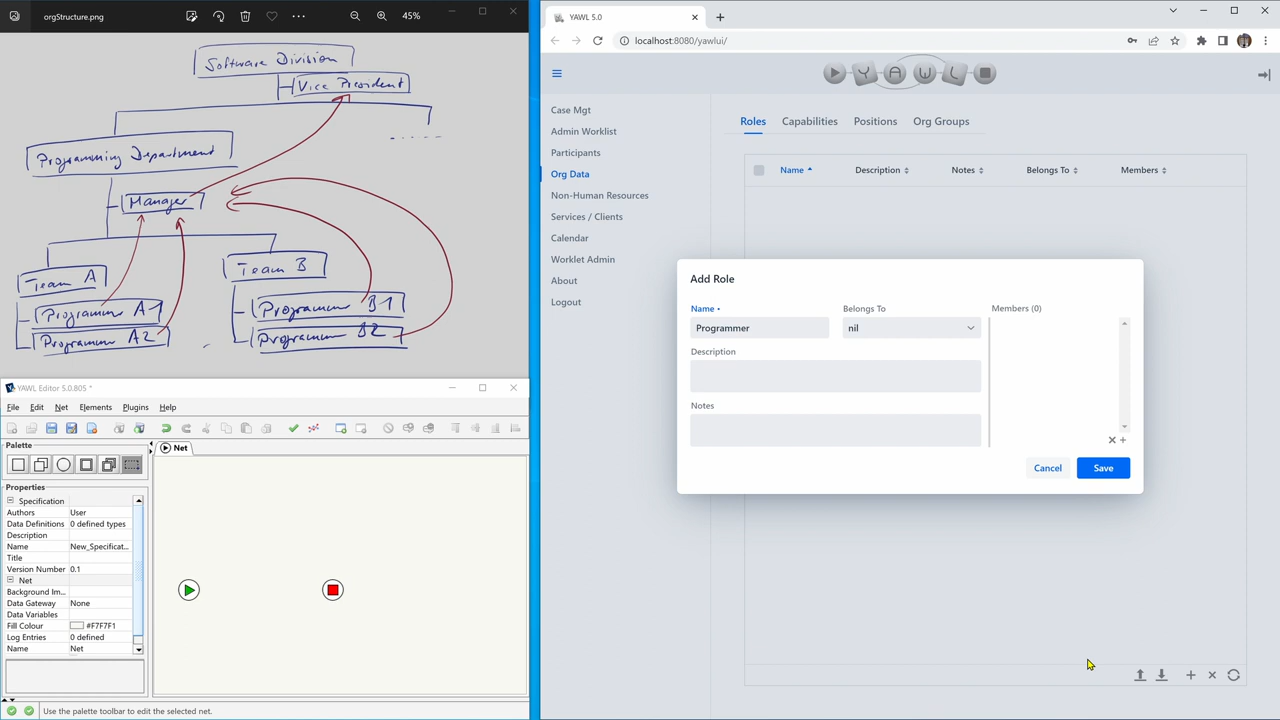 orgStructure.png
45%
Software Division
Vice President
Programming Department
Manager
Team A
Programmer A-1
Programmer A2
Team B
Programmer B-1
Programmer B2
YAWL Editor 5.0.805 *
File Edit Net Elements Plugins Help
Palette
Net
Properties
Specification
Authors User
Data Definitions 0 defined types
Description
Name New_Specificat...
Title
Version Number 0.1
Net
Background Im...
Data Gateway None
Data Variables
Fill Colour #F7F7F1
Log Entries 0 defined
Name Net
Use the palette toolbar to edit the selected net.
YAWL 5.0
localhost:8080/yawlui/
YAWL
Case Mgt
Admin Worklist
Participants
Org Data
Non-Human Resources
Services / Clients
Calendar
Worklet Admin
About
Logout
Roles Capabilities Positions Org Groups
Name Description Notes Belongs To Members
Add Role
Name • Belongs To Members (0)
Programmer nil
Description
Notes
Cancel Save